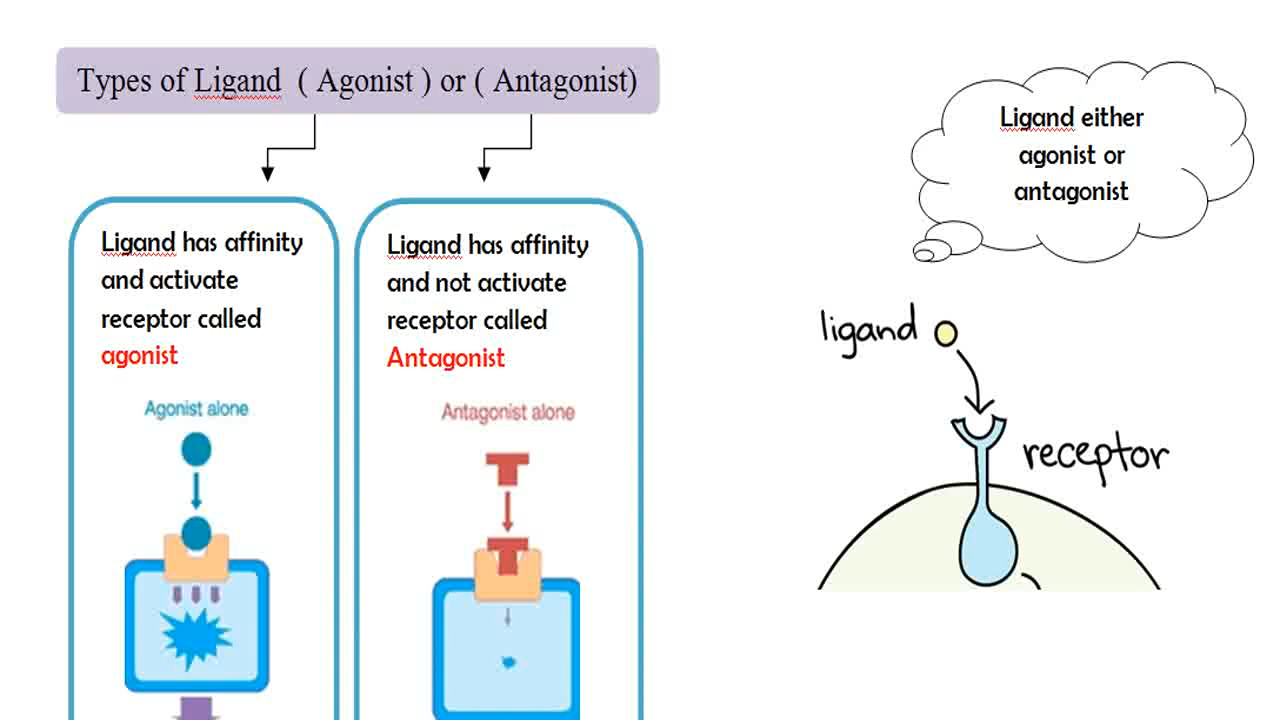 Types of Ligand ( Agonist ) or ( Antagonist)
Ligand has affinity
and activate
receptor called
agonist
Agonist alone
Ligand has affinity
and not activate
receptor called
Antagonist
Antagonist alone
Ligand either
agonist or
antagonist
ligand
receptor